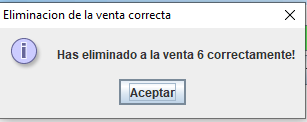 Eliminacion de la venta correcta
Has eliminado a la venta 6 correctamente!
Aceptar